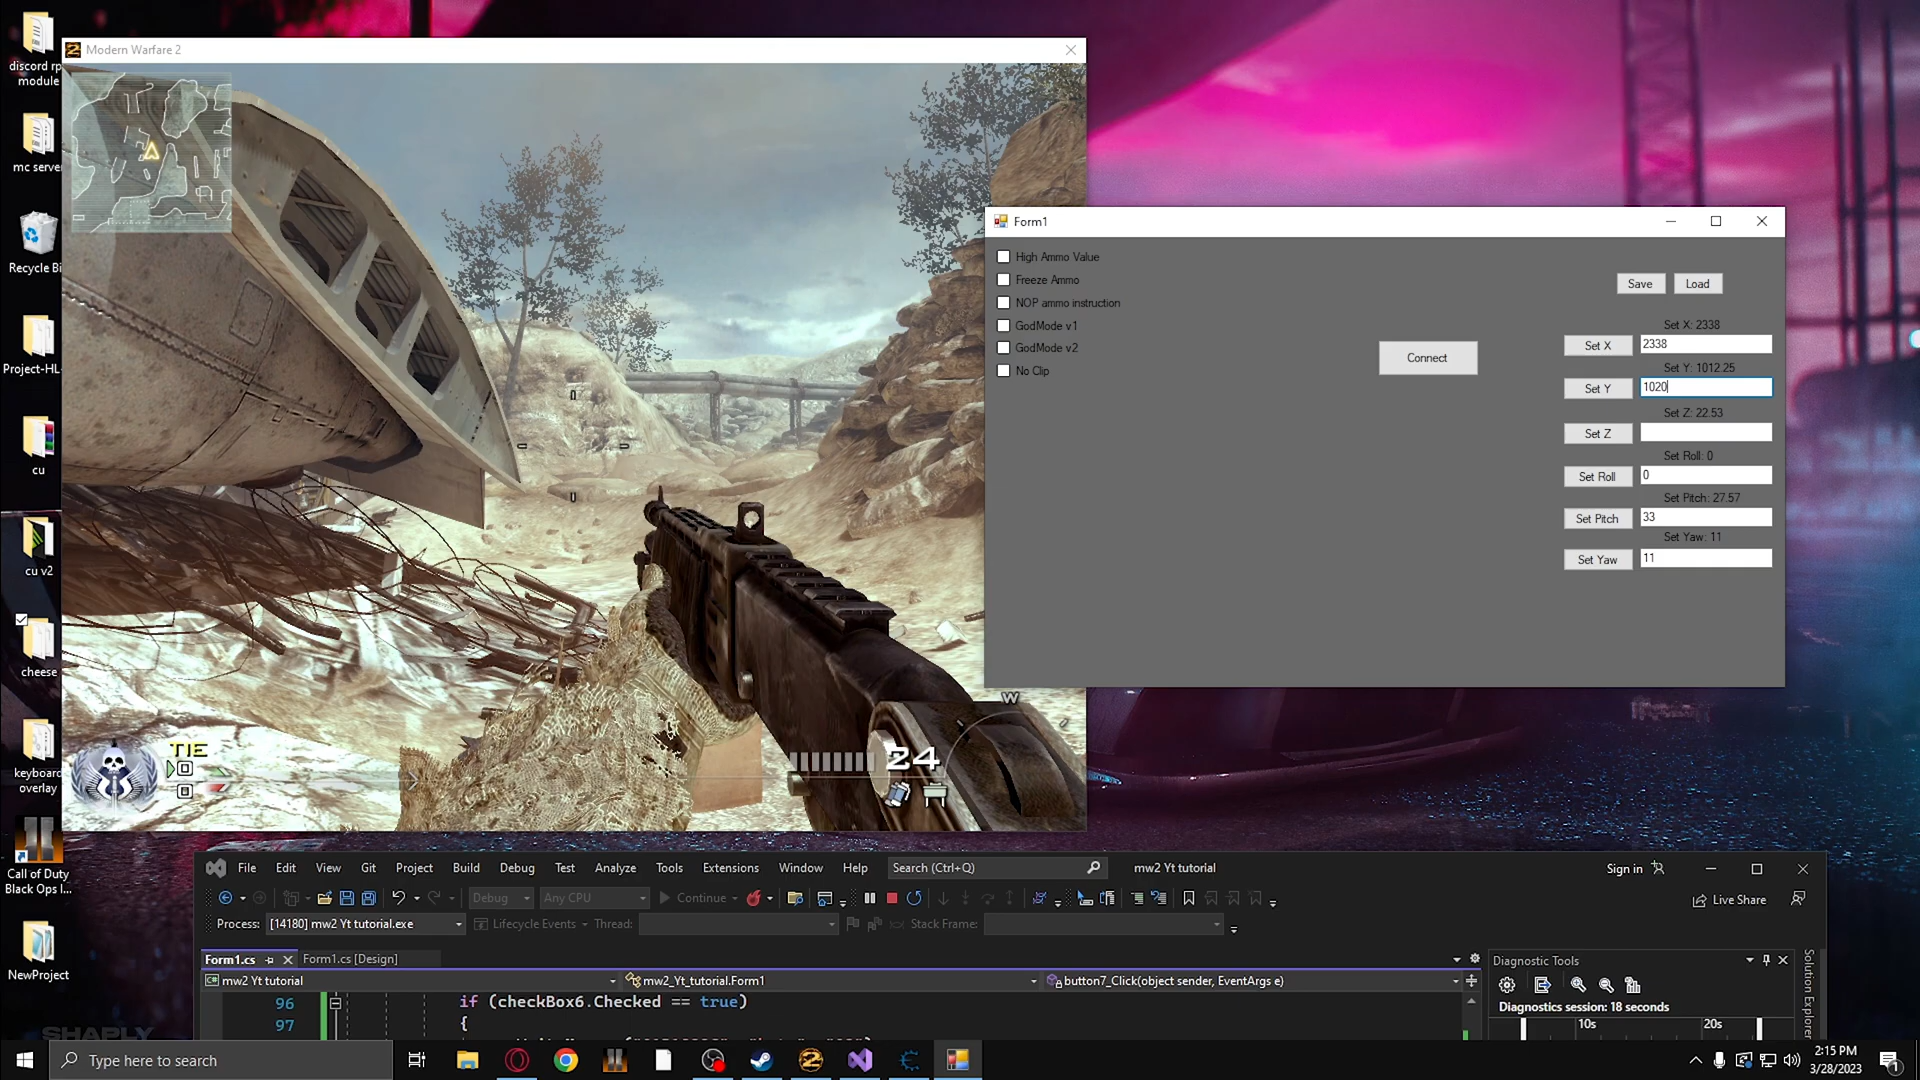 discord rp
module
mc serve
Recycle Bi
Project-HL
cu
cu v2
cheese
keyboard
overlay
Call of Duty
Black Ops I...
NewProject
Modern Warfare 2
TIE
24
W
Form1
High Ammo Value
Freeze Ammo
NOP ammo instruction
GodMode v1
GodMode v2
No Clip
Connect
Save Load
Set X: 2338
Set X 2338
Set Y: 1012.25
Set Y 1020
Set Z: 22.53
Set Z
Set Roll: 0
Set Roll 0
Set Pitch: 27.57
Set Pitch 33
Set Yaw: 11
Set Yaw 11
File Edit View Git Project Build Debug Test Analyze Tools Extensions Window Help Search (Ctrl+Q) mw2 Yt tutorial Sign in
Debug Any CPU Continue Live Share
Process: [14180] mw2 Yt tutorial.exe Lifecycle Events Thread: Stack Frame:
Form1.cs Form1.cs [Design]
mw2 Yt tutorial mw2_Yt_tutorial.Form1 button7_Click(object sender, EventArgs e)
96 if (checkBox6.Checked == true)
97 {
Diagnostic Tools
Diagnostics session: 18 seconds
10s 20s
Solution Explorer
SHAPLY
Type here to search
2:15 PM
3/28/2023
1